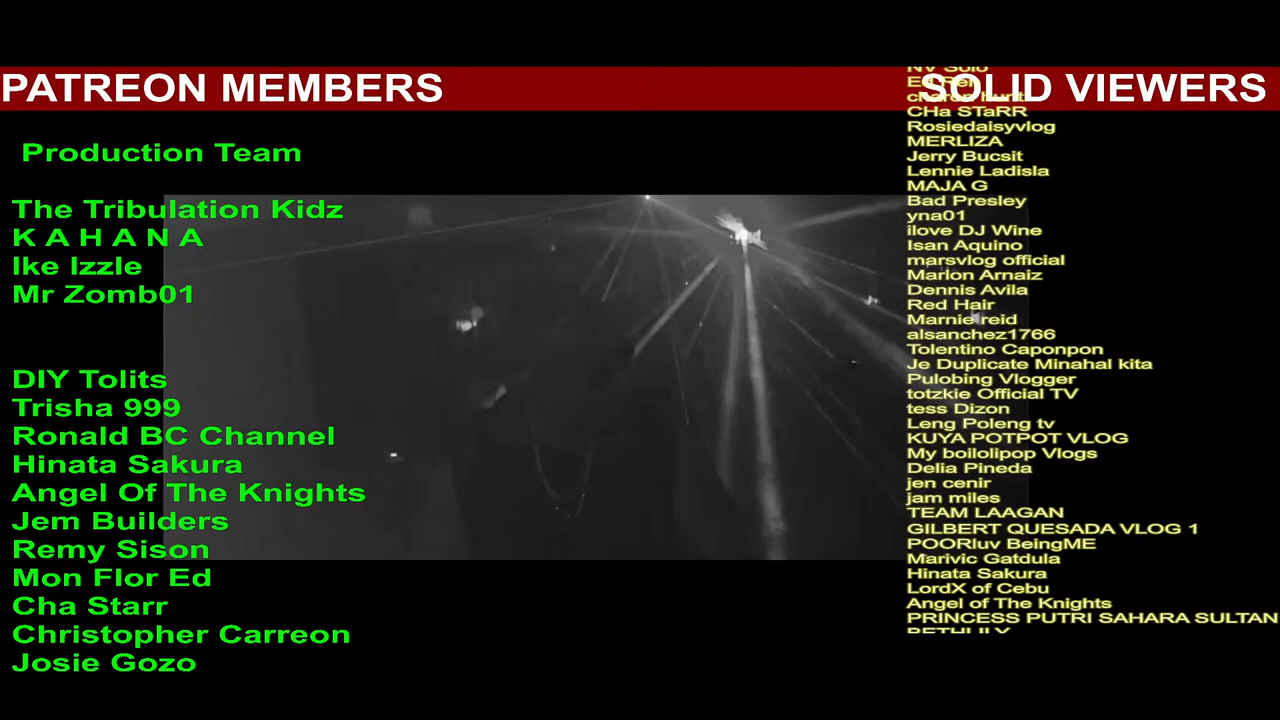 PATREON MEMBERS
Production Team
The Tribulation Kidz
K A H A N A
Ike Izzle
Mr Zomb01
DIY Tolits
Trisha 999
Ronald BC Channel
Hinata Sakura
Angel Of The Knights
Jem Builders
Remy Sison
Mon Flor Ed
Cha Starr
Christopher Carreon
Josie Gozo
SOLID VIEWERS
CHa STaRR
Rosiedaisyvlog
MERLIZA
Jerry Bucsit
Lennie Ladisla
MAJA G
Bad Presley
yna01
ilove DJ Wine
Isan Aquino
marsvlog official
Marlon Arnaiz
Dennis Avila
Red Hair
Marnie reid
alsanchez1766
Tolentino Caponpon
Je Duplicate Minahal kita
Pulobing Vlogger
totzkie Official TV
tess Dizon
Leng Poleng tv
KUYA POTPOT VLOG
My boilolipop Vlogs
Delia Pineda
jen cenir
jam miles
TEAM LAAGAN
GILBERT QUESADA VLOG 1
POORluv BeingME
Marivic Gatdula
Hinata Sakura
LordX of Cebu
Angel of The Knights
PRINCESS PUTRI SAHARA SULTAN